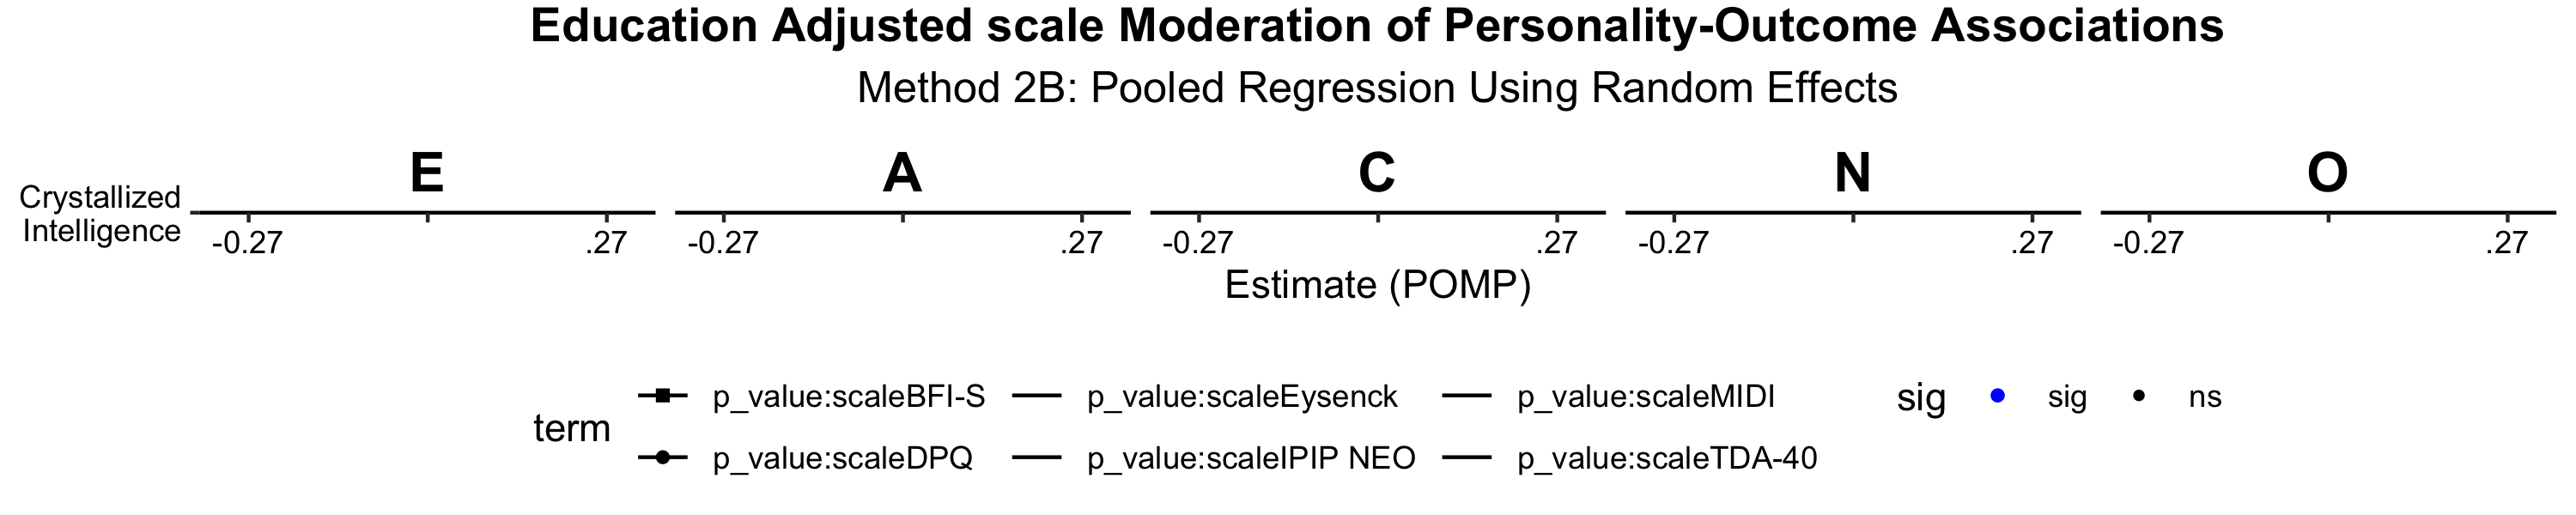 Education Adjusted scale Moderation of Personality-Outcome Associations
Method 2B: Pooled Regression Using Random Effects
E A C N O
Crystallized
Intelligence
-0.27 .27 -0.27 .27 -0.27 .27 -0.27 .27 -0.27 .27
Estimate (POMP)
term
p_value:scaleBFI-S p_value:scaleEysenck p_value:scaleMIDI
p_value:scaleDPQ p_value:scaleIPIP NEO p_value:scaleTDA-40
sig sig ns